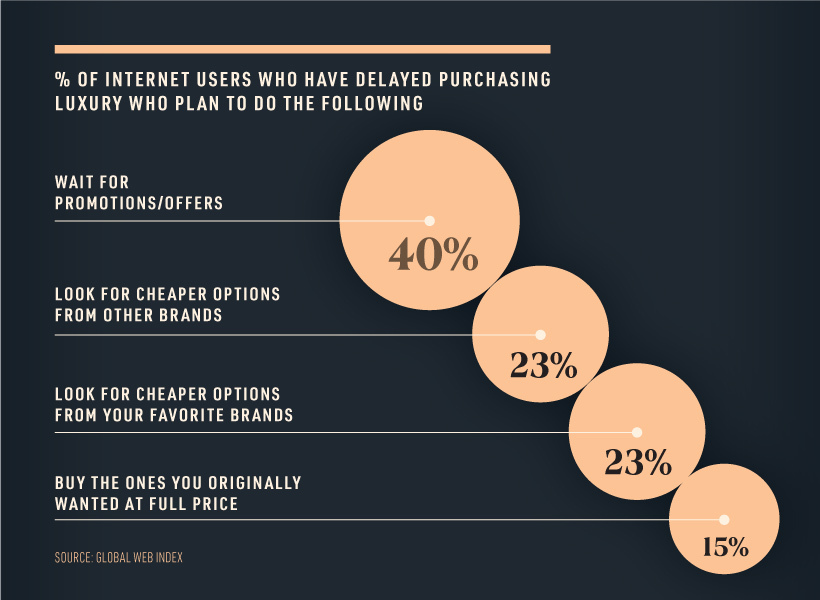 % OF INTERNET USERS WHO HAVE DELAYED PURCHASING
LUXURY WHO PLAN TO DO THE FOLLOWING
WAIT FOR
PROMOTIONS/OFFERS
40%
LOOK FOR CHEAPER OPTIONS
FROM OTHER BRANDS
23%
LOOK FOR CHEAPER OPTIONS
FROM YOUR FAVORITE BRANDS
23%
BUY THE ONES YOU ORIGINALLY
WANTED AT FULL PRICE
15%
SOURCE: GLOBAL WEB INDEX